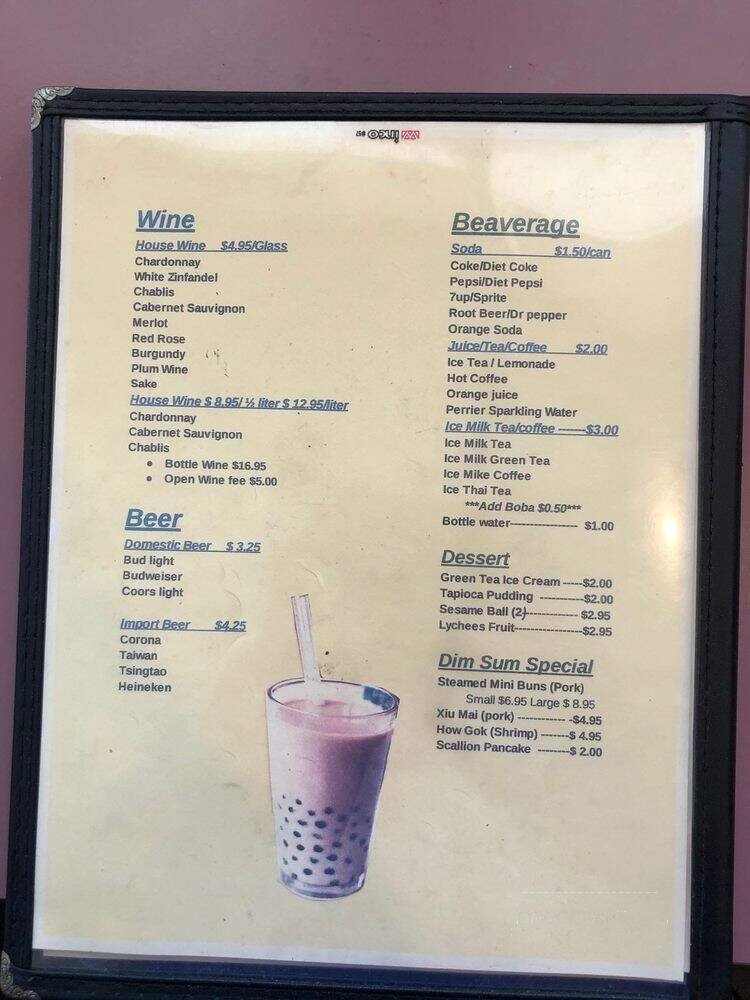 Wine
House Wine $4.95/Glass
Chardonnay
White Zinfandel
Chablis
Cabernet Sauvignon
Merlot
Red Rose
Burgundy
Plum Wine
Sake
House Wine $ 8.95/ ½ liter $ 12.95/liter
Chardonnay
Cabernet Sauvignon
Chablis
• Bottle Wine $16.95
• Open Wine fee $5.00
Beer
Domestic Beer $ 3.25
Bud light
Budweiser
Coors light
Import Beer $4.25
Corona
Taiwan
Tsingtao
Heineken
Beaverage
Soda $1.50/can
Coke/Diet Coke
Pepsi/Diet Pepsi
7up/Sprite
Root Beer/Dr pepper
Orange Soda
Juice/Tea/Coffee $2.00
Ice Tea / Lemonade
Hot Coffee
Orange juice
Perrier Sparkling Water
Ice Milk Tea/coffee -------$3.00
Ice Milk Tea
Ice Milk Green Tea
Ice Mike Coffee
Ice Thai Tea
***Add Boba $0.50***
Bottle water----------------- $1.00
Dessert
Green Tea Ice Cream -----$2.00
Tapioca Pudding -----------$2.00
Sesame Ball (2)-------------- $2.95
Lychees Fruit-----------------$2.95
Dim Sum Special
Steamed Mini Buns (Pork)
Small $6.95 Large $ 8.95
Xiu Mai (pork) ------------ -$4.95
How Gok (Shrimp) -------$ 4.95
Scallion Pancake --------$ 2.00